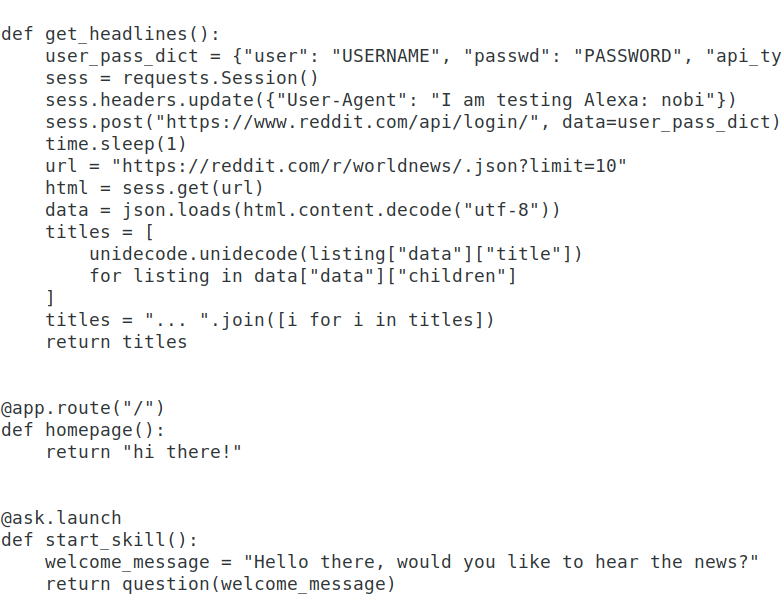 def get_headlines():
    user_pass_dict = {"user": "USERNAME", "passwd": "PASSWORD", "api_ty
    sess = requests.Session()
    sess.headers.update({"User-Agent": "I am testing Alexa: nobi"})
    sess.post("https://www.reddit.com/api/login/", data=user_pass_dict)
    time.sleep(1)
    url = "https://reddit.com/r/worldnews/.json?limit=10"
    html = sess.get(url)
    data = json.loads(html.content.decode("utf-8"))
    titles = [
        unidecode.unidecode(listing["data"]["title"])
        for listing in data["data"]["children"]
    ]
    titles = "... ".join([i for i in titles])
    return titles


@app.route("/")
def homepage():
    return "hi there!"


@ask.launch
def start_skill():
    welcome_message = "Hello there, would you like to hear the news?"
    return question(welcome_message)